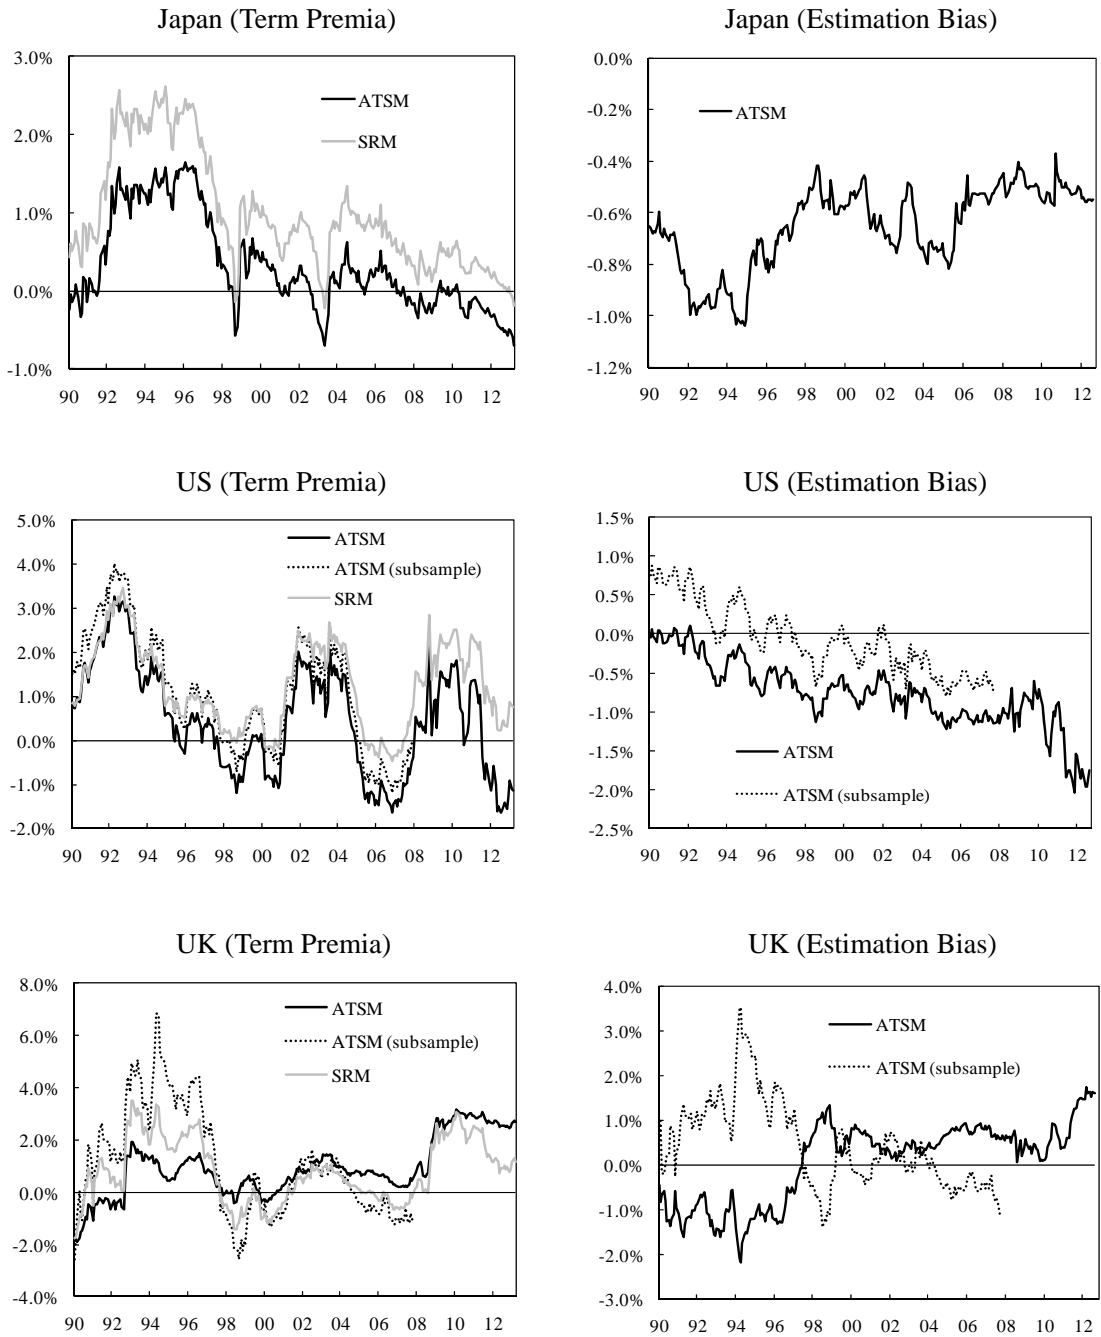 Japan (Term Premia)
3.0%
2.0%
1.0%
0.0%
-1.0%
ATSM
SRM
90 92 94 96 98 00 02 04 06 08 10 12
Japan (Estimation Bias)
0.0%
-0.2%
-0.4%
-0.6%
-0.8%
-1.0%
-1.2%
ATSM
90 92 94 96 98 00 02 04 06 08 10 12
US (Term Premia)
5.0%
4.0%
3.0%
2.0%
1.0%
0.0%
-1.0%
-2.0%
ATSM
ATSM (subsample)
SRM
90 92 94 96 98 00 02 04 06 08 10 12
US (Estimation Bias)
1.5%
1.0%
0.5%
0.0%
-0.5%
-1.0%
-1.5%
-2.0%
-2.5%
ATSM
ATSM (subsample)
90 92 94 96 98 00 02 04 06 08 10 12
UK (Term Premia)
8.0%
6.0%
4.0%
2.0%
0.0%
-2.0%
-4.0%
ATSM
ATSM (subsample)
SRM
90 92 94 96 98 00 02 04 06 08 10 12
UK (Estimation Bias)
4.0%
3.0%
2.0%
1.0%
0.0%
-1.0%
-2.0%
-3.0%
ATSM
ATSM (subsample)
90 92 94 96 98 00 02 04 06 08 10 12